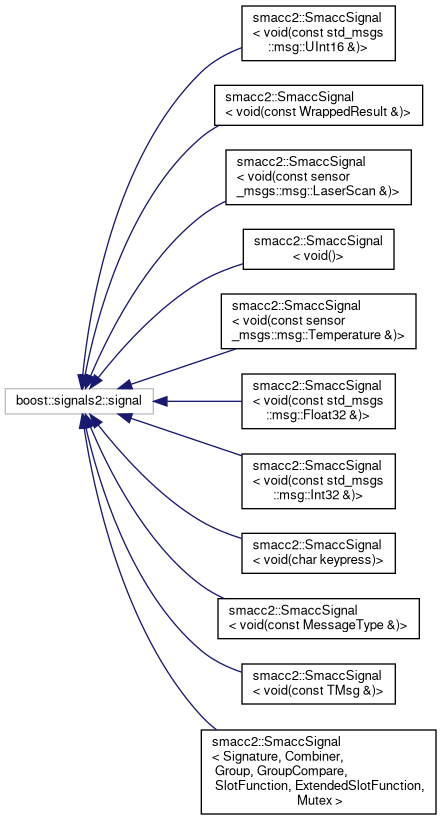 smacc2::SmaccSignal
< void(const std_msgs
::msg::UInt16 &)>
smacc2::SmaccSignal
< void(const WrappedResult &)>
smacc2::SmaccSignal
< void(const sensor
_msgs::msg::LaserScan &)>
smacc2::SmaccSignal
< void()>
smacc2::SmaccSignal
< void(const sensor
_msgs::msg::Temperature &)>
boost::signals2::signal
smacc2::SmaccSignal
< void(const std_msgs
::msg::Float32 &)>
smacc2::SmaccSignal
< void(const std_msgs
::msg::Int32 &)>
smacc2::SmaccSignal
< void(char keypress)>
smacc2::SmaccSignal
< void(const MessageType &)>
smacc2::SmaccSignal
< void(const TMsg &)>
smacc2::SmaccSignal
< Signature, Combiner,
Group, GroupCompare,
SlotFunction, ExtendedSlotFunction,
Mutex >